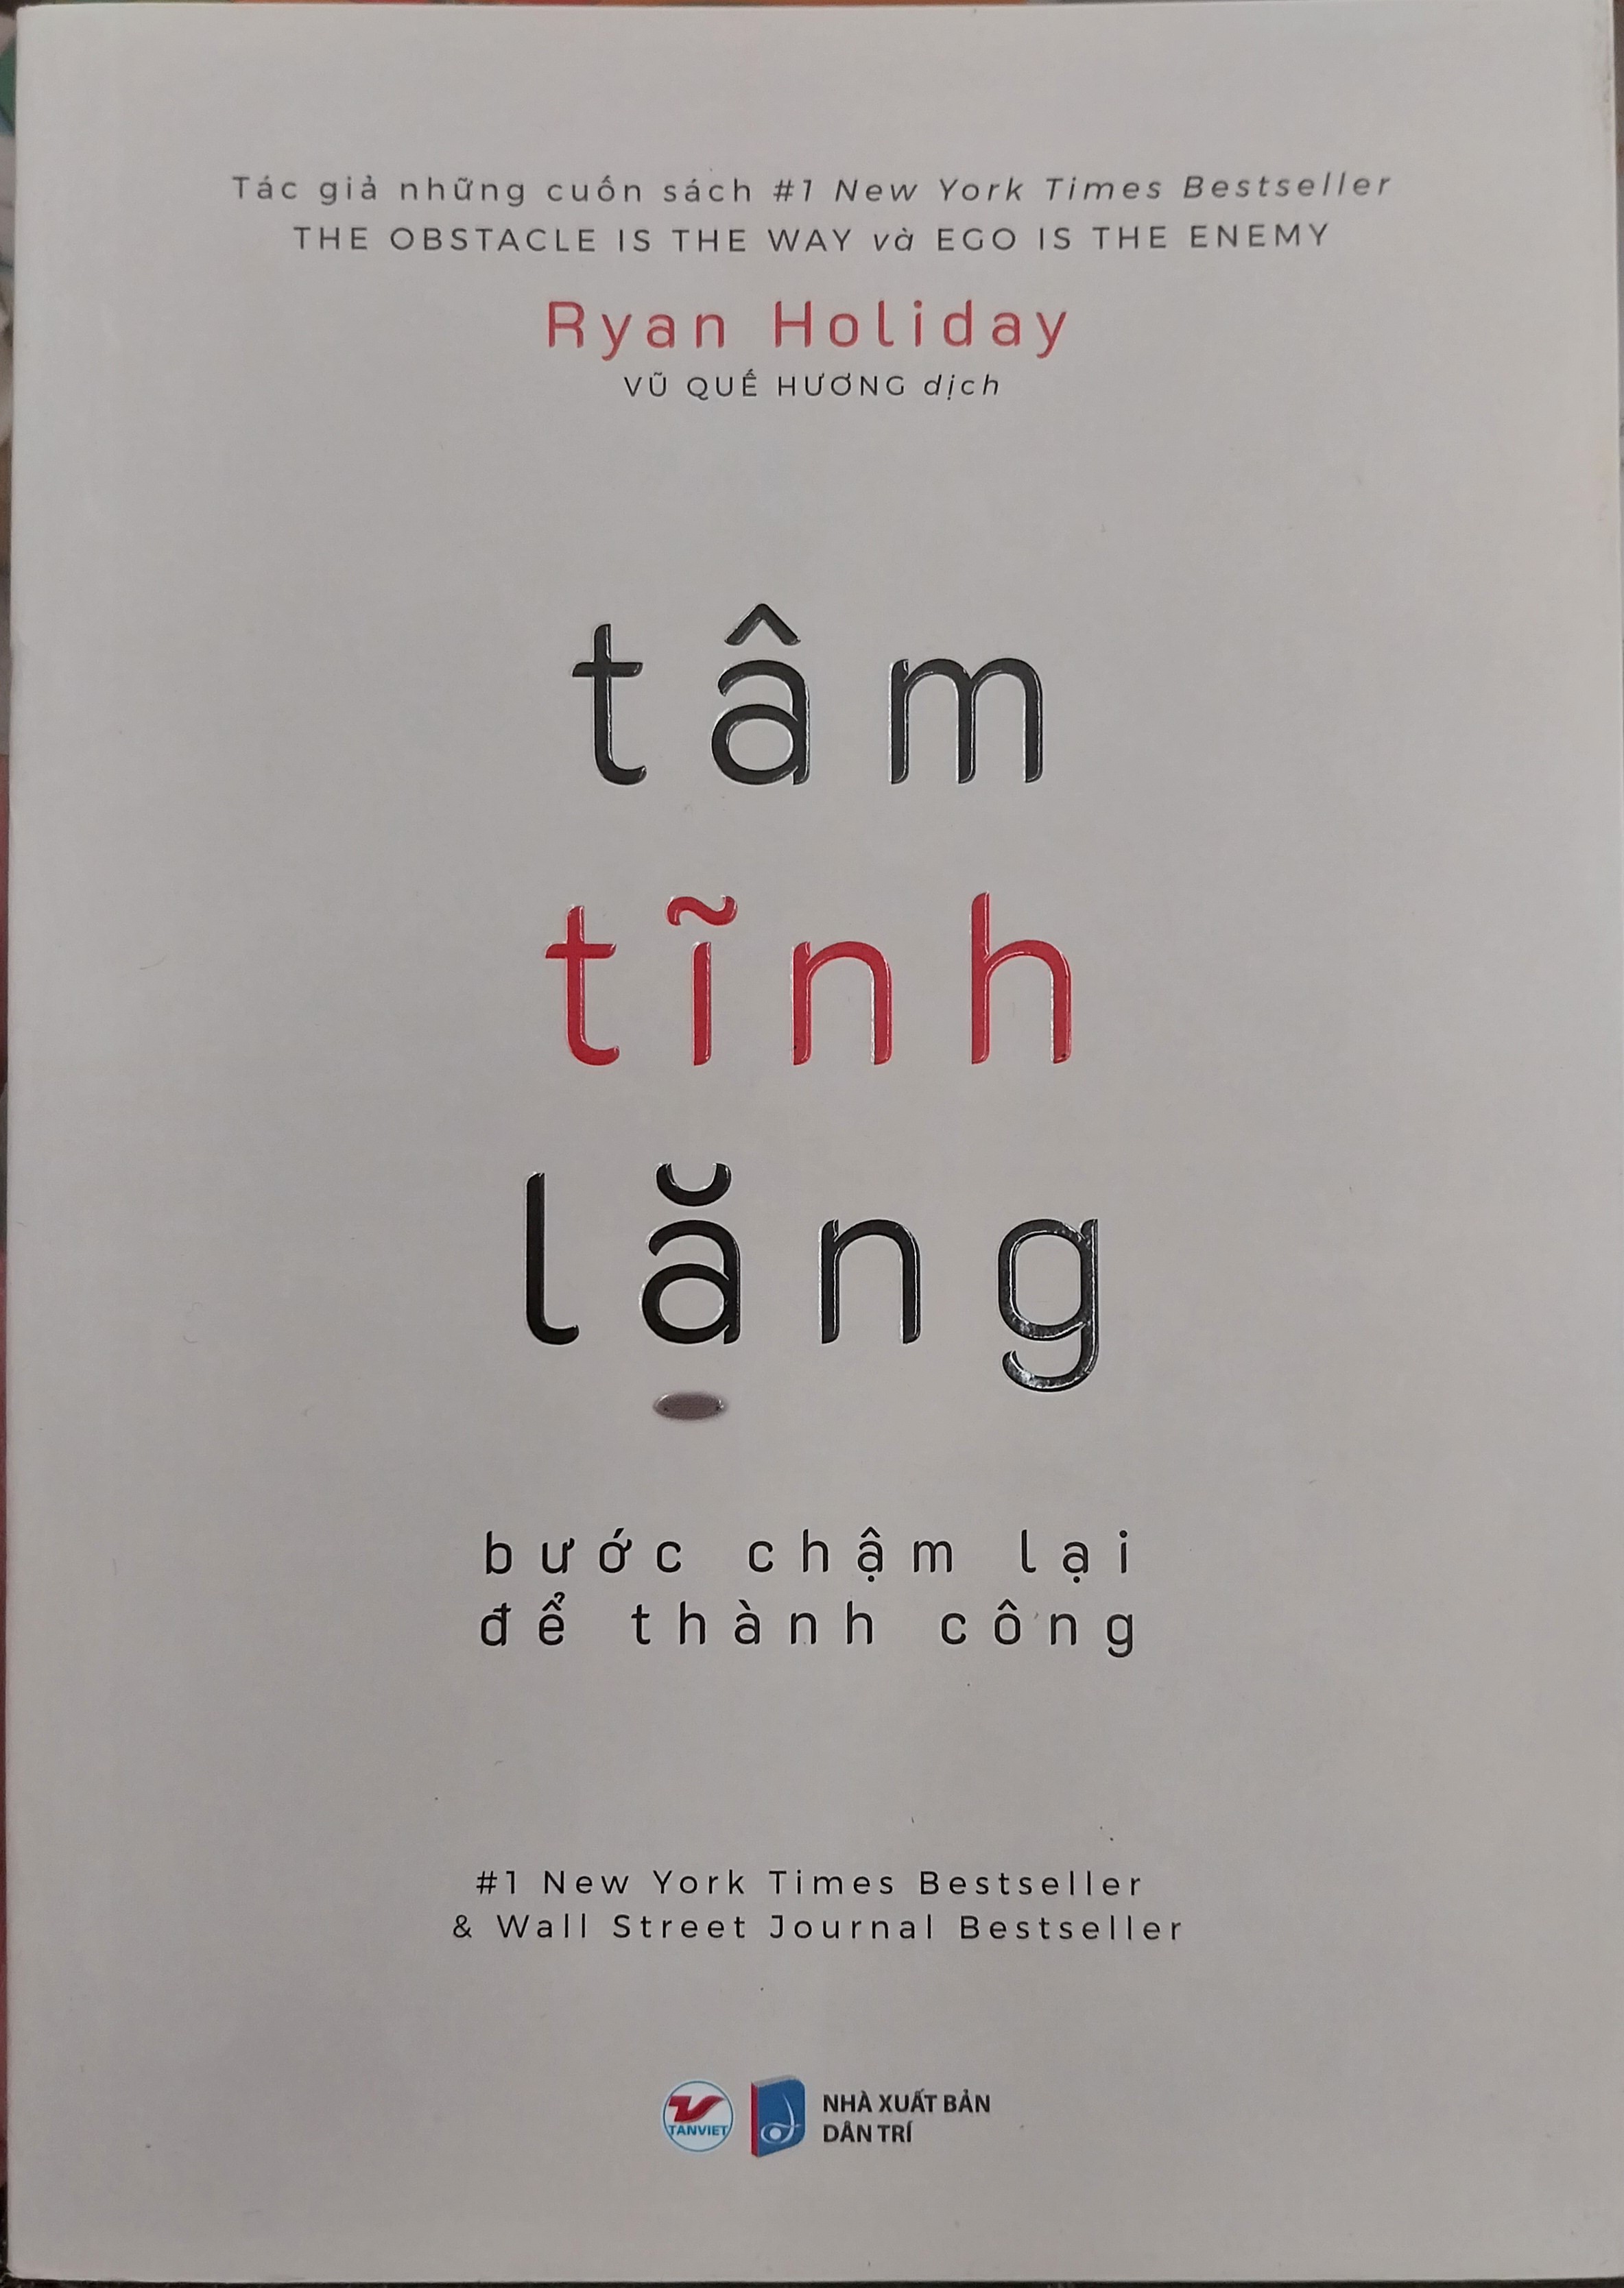 Tác giả những cuốn sách #1 New York Times Bestseller
THE OBSTACLE IS THE WAY và EGO IS THE ENEMY
Ryan Holiday
VŨ QUẾ HƯƠNG dịch
tâm
tĩnh
lặng
bước chậm lại
để thành công
#1 New York Times Bestseller
& Wall Street Journal Bestseller
TANVIET
NHÀ XUẤT BẢN
DÂN TRÍ